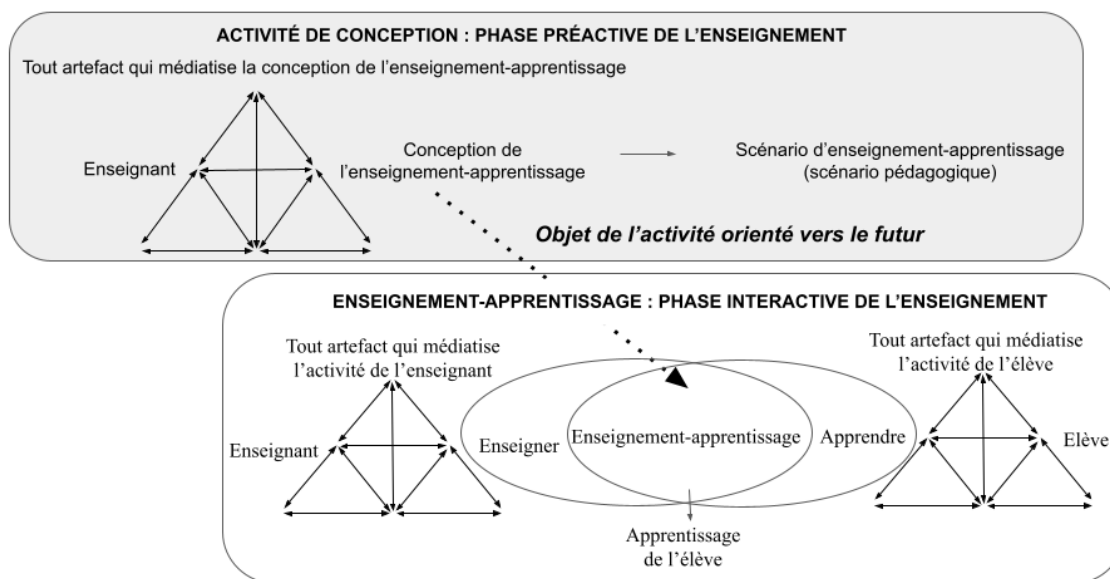 ACTIVITÉ DE CONCEPTION : PHASE PRÉACTIVE DE L’ENSEIGNEMENT
Tout artefact qui médiatise la conception de l’enseignement-apprentissage
Enseignant
Conception de
l’enseignement-apprentissage
Scénario d’enseignement-apprentissage
(scénario pédagogique)
Objet de l’activité orienté vers le futur
ENSEIGNEMENT-APPRENTISSAGE : PHASE INTERACTIVE DE L’ENSEIGNEMENT
Tout artefact qui médiatise
l’activité de l’enseignant
Tout artefact qui médiatise
l’activité de l’élève
Enseignant
Enseigner
Enseignement-apprentissage
Apprendre
Elève
Apprentissage
de l’élève